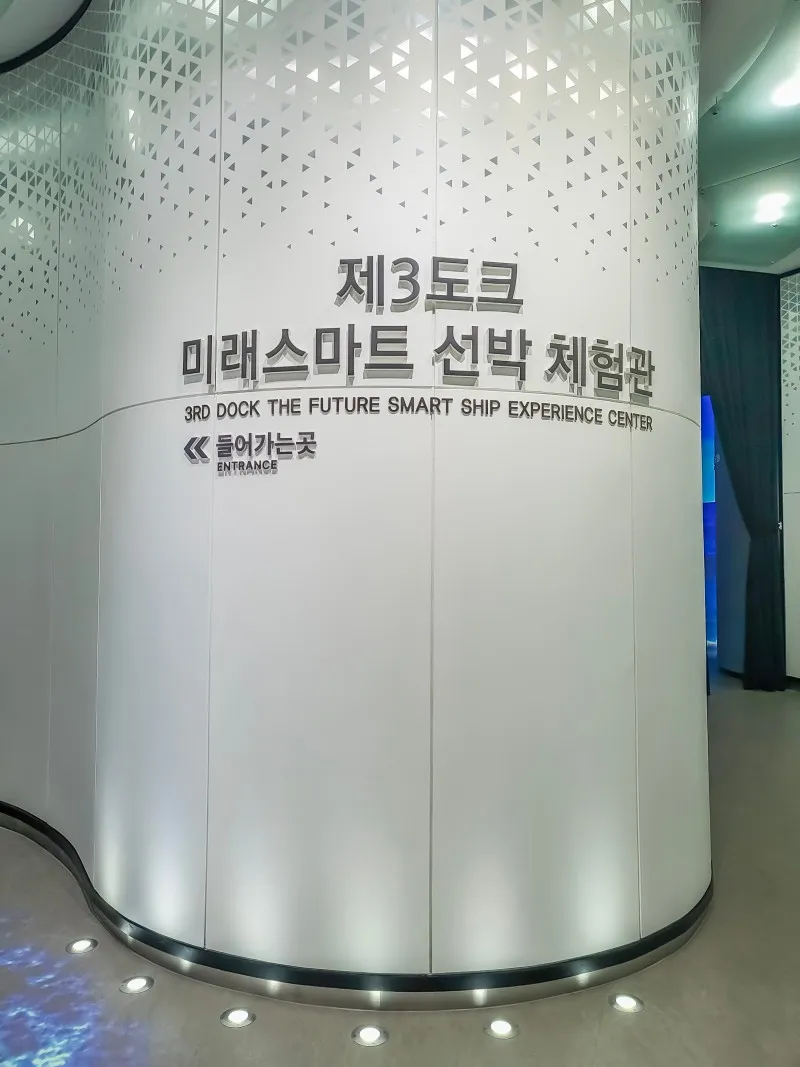 제3도크
미래스마트 선박 체험관
3RD DOCK THE FUTURE SMART SHIP EXPERIENCE CENTER
들어가는곳
ENTRANCE